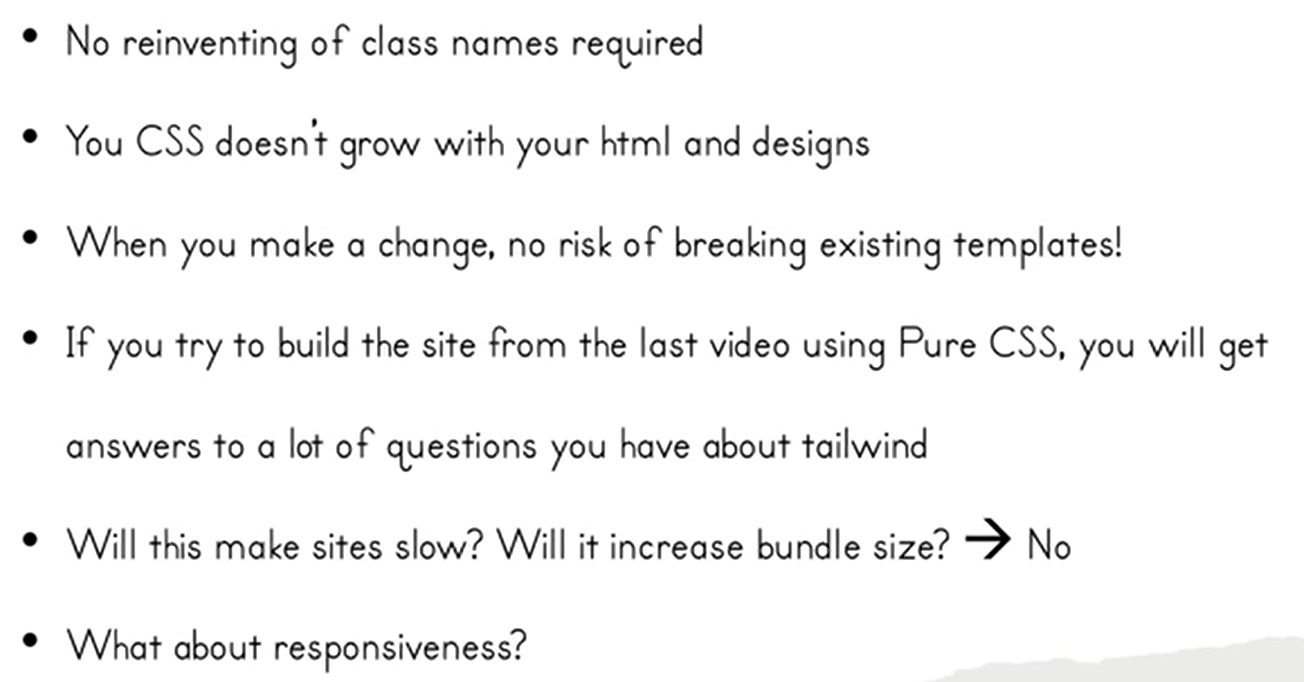 • No reinventing of class names required
• You CSS doesn't grow with your html and designs
• When you make a change, no risk of breaking existing templates!
• If you try to build the site from the last video using Pure CSS, you will get
answers to a lot of questions you have about tailwind
• Will this make sites slow? Will it increase bundle size? → No
• What about responsiveness?